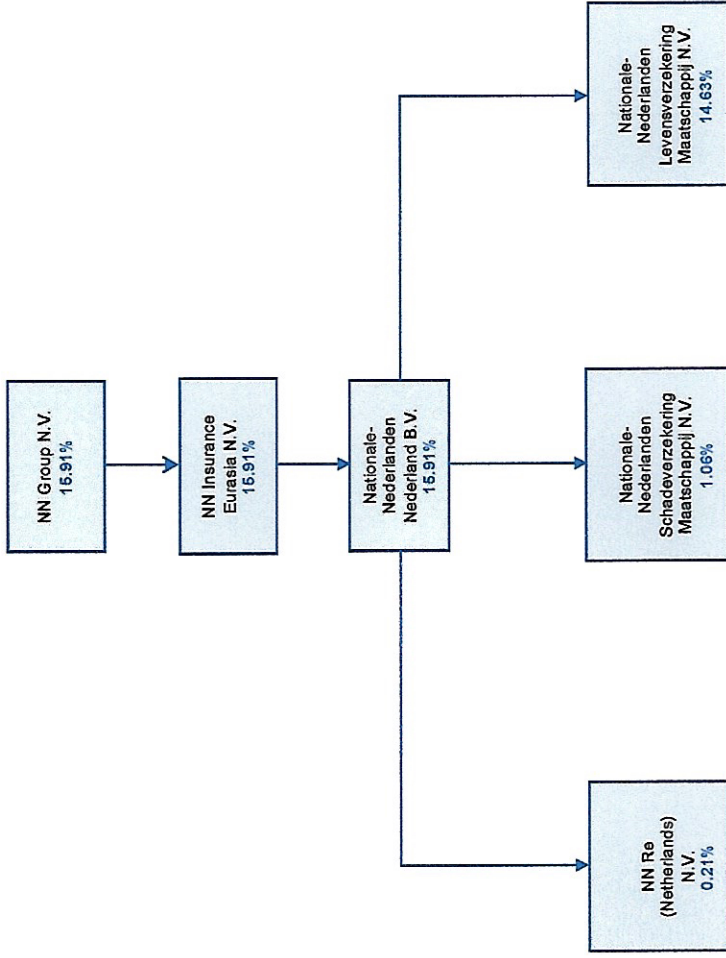 NN Group N.V.
15.91%
NN Insurance
Eurasia N.V.
15.91%
Nationale-
Nederlanden
Nederland B.V.
15.91%
NN Re
(Netherlands)
N.V.
0.21%
Nationale-
Nederlanden
Schadeverzekering
Maatschappij N.V.
1.06%
Nationale-
Nederlanden
Levensverzekering
Maatschappij N.V.
14.63%